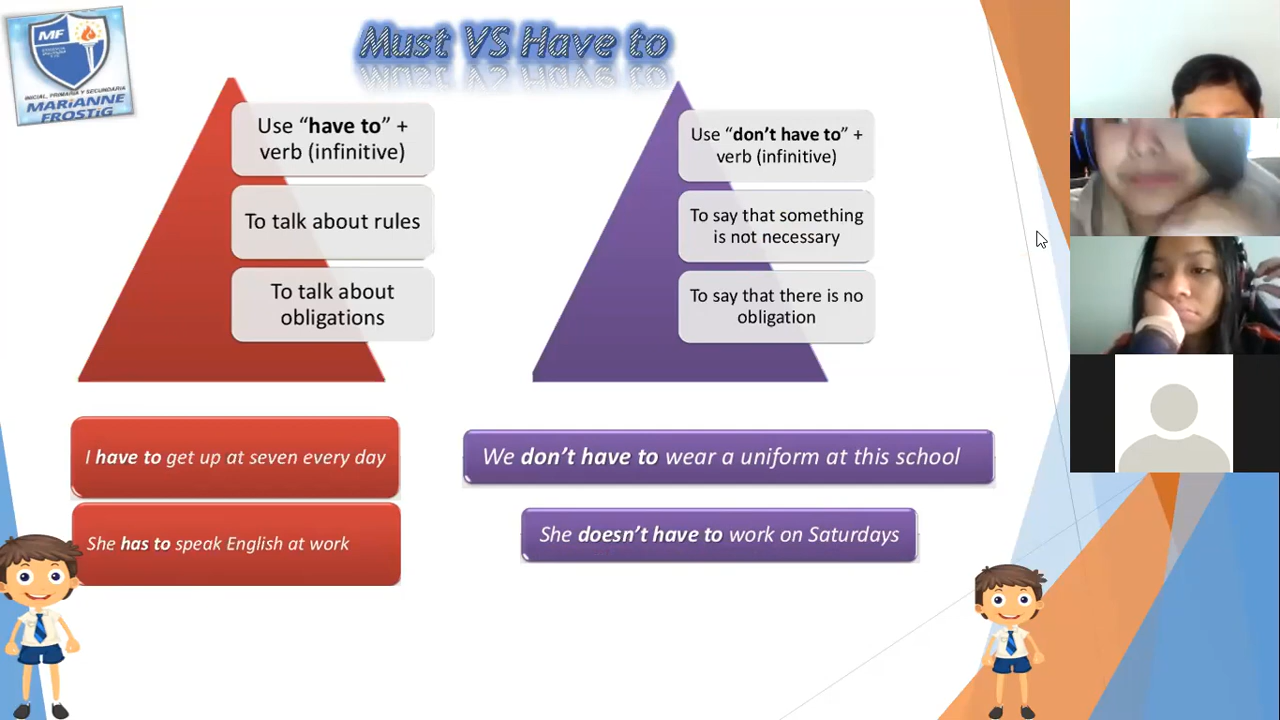 MF
INICIAL, PRIMARIA Y SECUNDARIA
MARIANNE
FROSTIG
Must VS Have to
Use “have to” +
verb (infinitive)
To talk about rules
To talk about
obligations
I have to get up at seven every day
She has to speak English at work
Use “don’t have to” +
verb (infinitive)
To say that something
is not necessary
To say that there is no
obligation
We don’t have to wear a uniform at this school
She doesn’t have to work on Saturdays